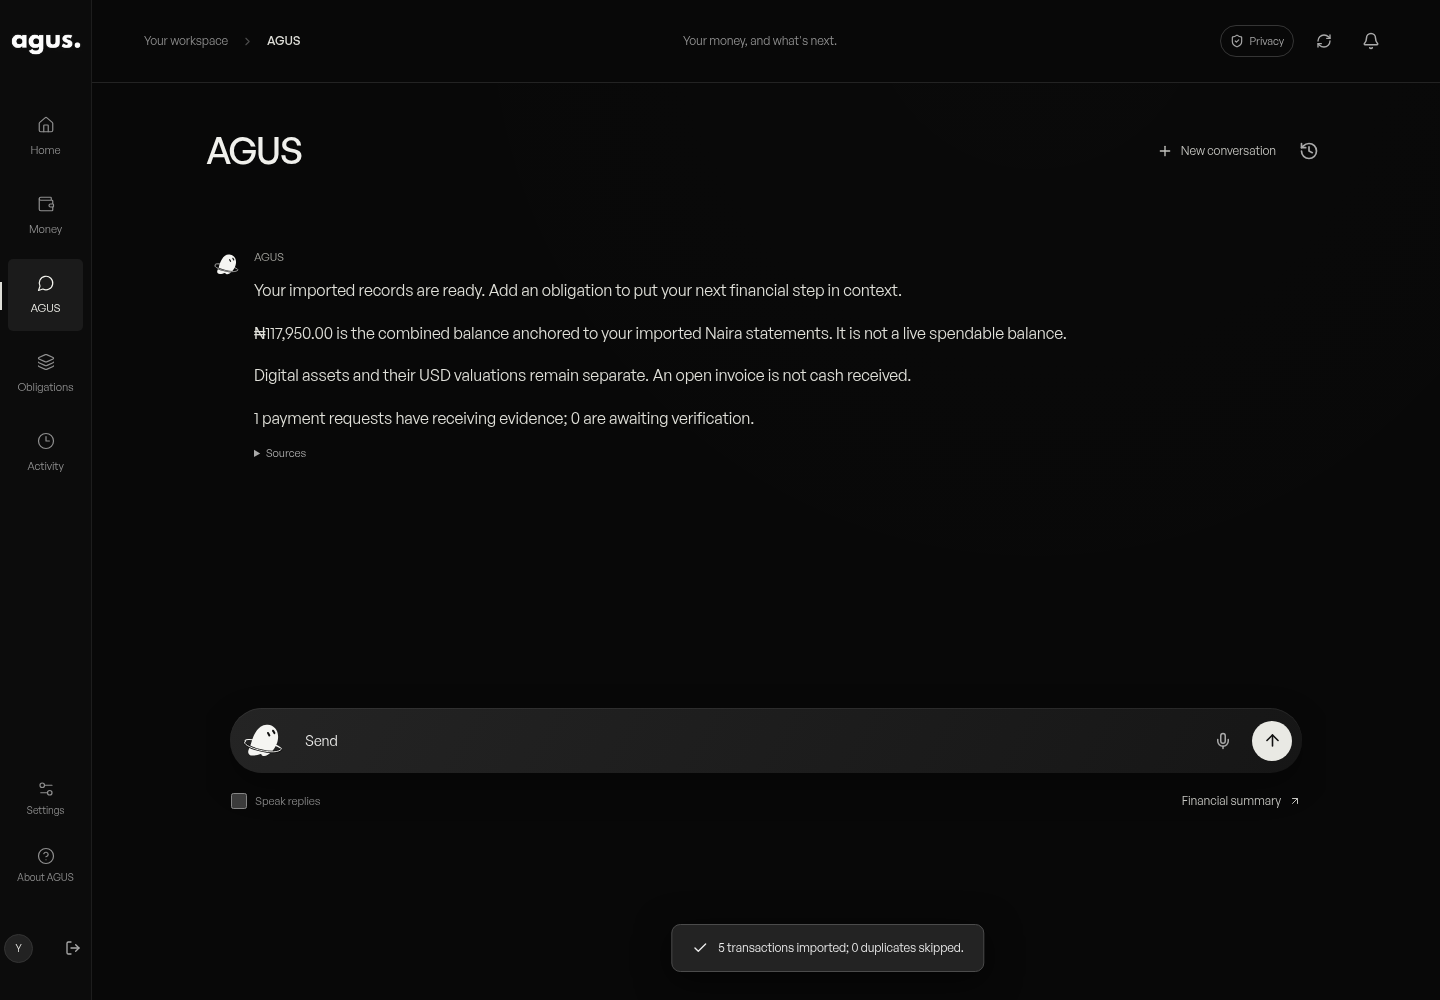 agus.
Your workspace > AGUS
Your money, and what's next.
Privacy
Home
Money
AGUS
Obligations
Activity
Settings
About AGUS
Y
AGUS
New conversation
AGUS
Your imported records are ready. Add an obligation to put your next financial step in context.
₦117,950.00 is the combined balance anchored to your imported Naira statements. It is not a live spendable balance.
Digital assets and their USD valuations remain separate. An open invoice is not cash received.
1 payment requests have receiving evidence; 0 are awaiting verification.
Sources
Send
Speak replies
Financial summary
5 transactions imported; 0 duplicates skipped.